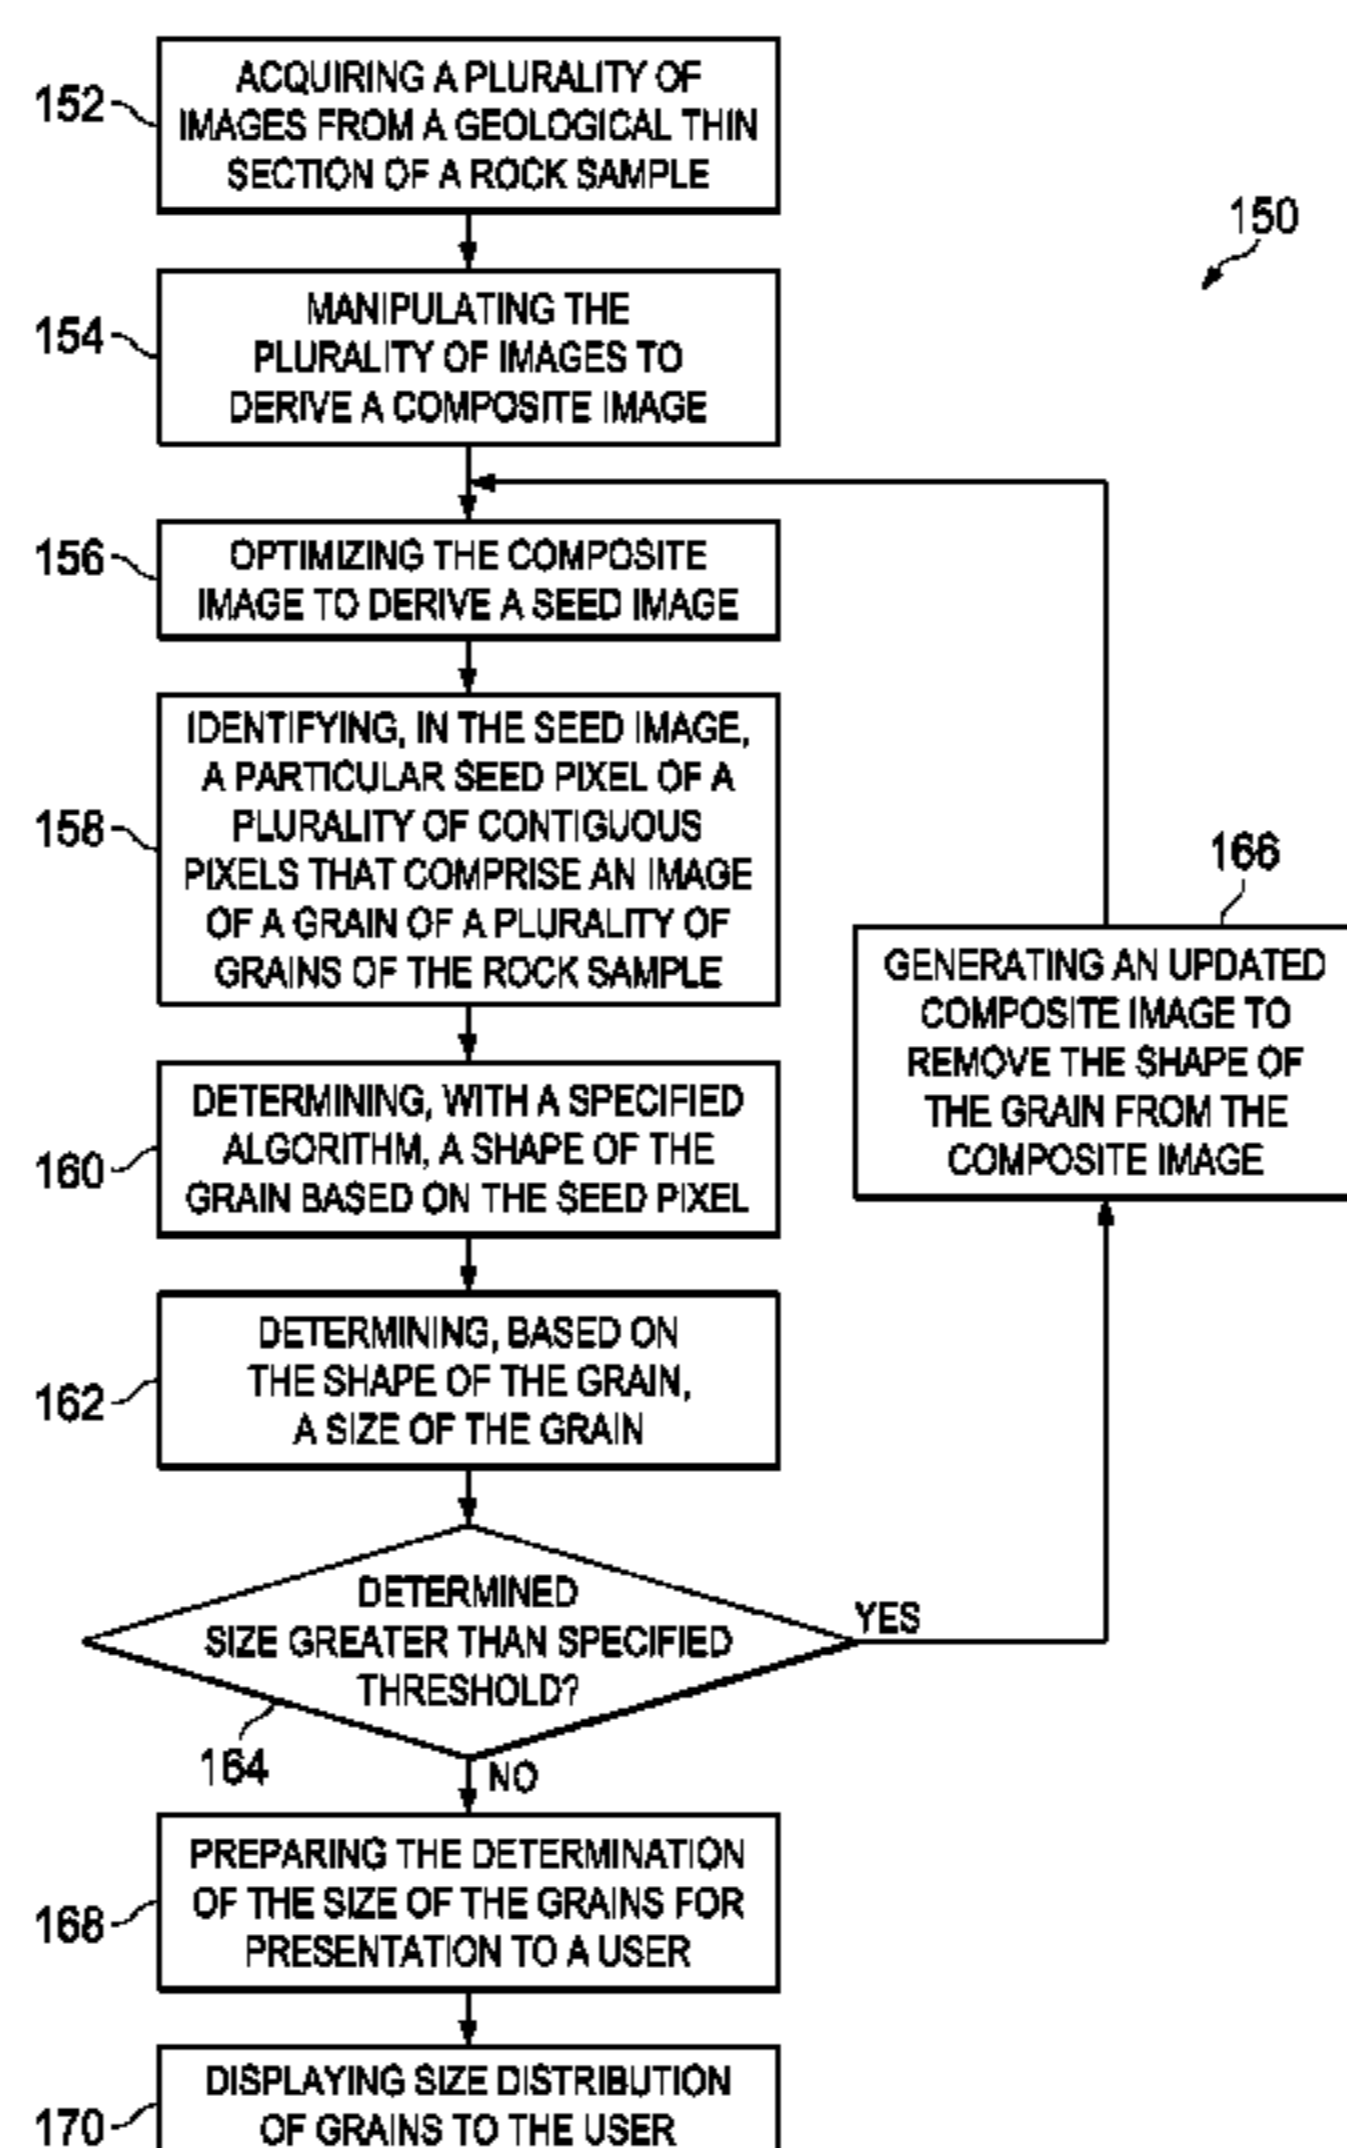 152
ACQUIRING A PLURALITY OF
IMAGES FROM A GEOLOGICAL THIN
SECTION OF A ROCK SAMPLE
150
154
MANIPULATING THE
PLURALITY OF IMAGES TO
DERIVE A COMPOSITE IMAGE
156
OPTIMIZING THE COMPOSITE
IMAGE TO DERIVE A SEED IMAGE
158
IDENTIFYING, IN THE SEED IMAGE,
A PARTICULAR SEED PIXEL OF A
PLURALITY OF CONTIGUOUS
PIXELS THAT COMPRISE AN IMAGE
OF A GRAIN OF A PLURALITY OF
GRAINS OF THE ROCK SAMPLE
166
GENERATING AN UPDATED
COMPOSITE IMAGE TO
REMOVE THE SHAPE OF
THE GRAIN FROM THE
COMPOSITE IMAGE
160
DETERMINING, WITH A SPECIFIED
ALGORITHM, A SHAPE OF THE
GRAIN BASED ON THE SEED PIXEL
162
DETERMINING, BASED ON
THE SHAPE OF THE GRAIN,
A SIZE OF THE GRAIN
DETERMINED
SIZE GREATER THAN SPECIFIED
THRESHOLD?
YES
164
NO
168
PREPARING THE DETERMINATION
OF THE SIZE OF THE GRAINS FOR
PRESENTATION TO A USER
170
DISPLAYING SIZE DISTRIBUTION
OF GRAINS TO THE USER